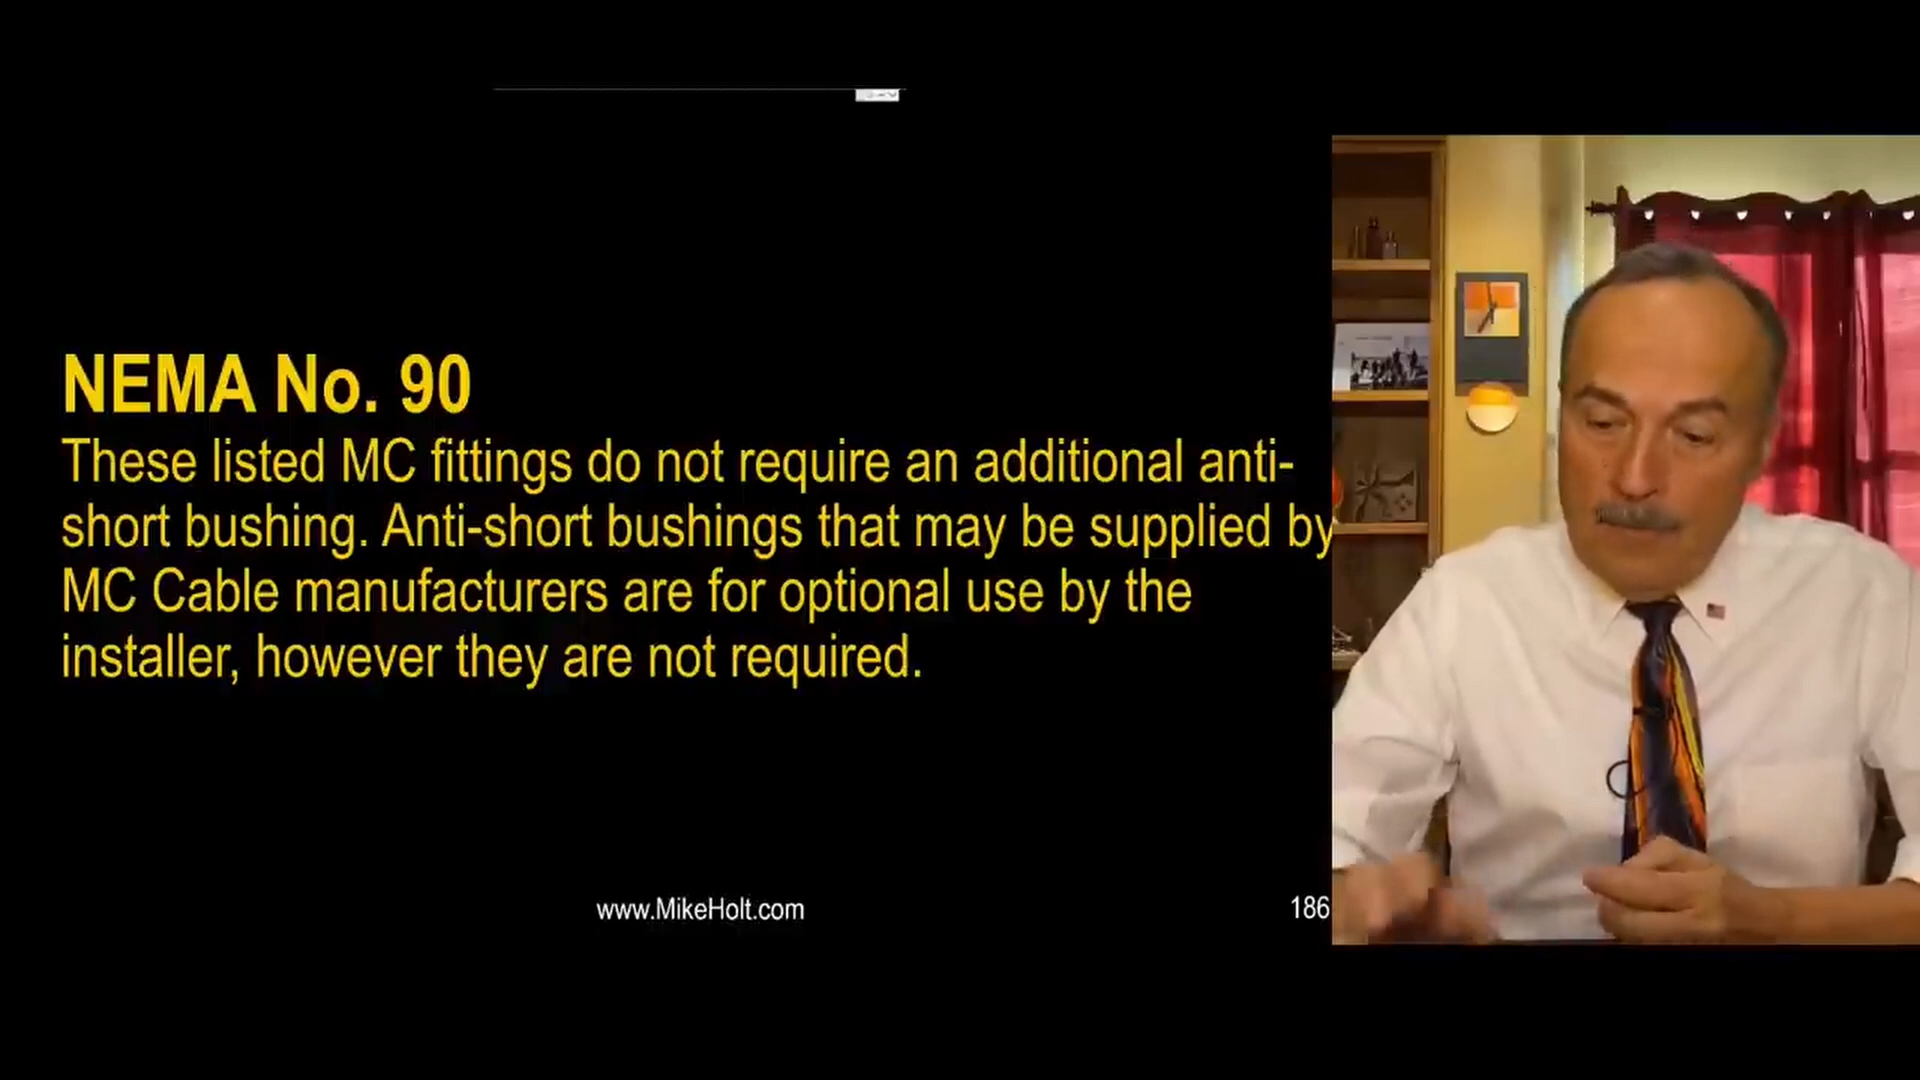 NEMA No. 90
These listed MC fittings do not require an additional anti-
short bushing. Anti-short bushings that may be supplied by
MC Cable manufacturers are for optional use by the
installer, however they are not required.
www.MikeHolt.com
186